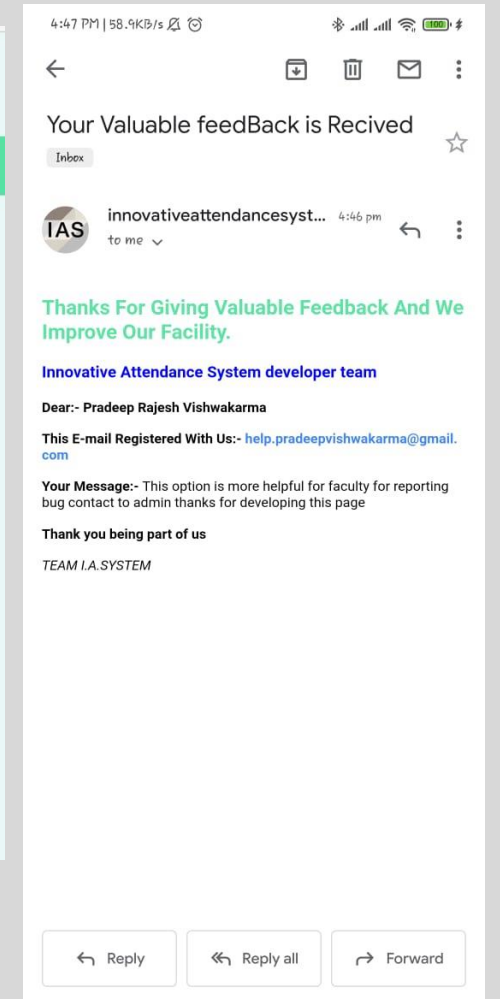 4:47 PM | 58.9KB/s
100
Your Valuable feedBack is Recived
Inbox
IAS
innovativeattendancesyst... 4:46 pm
to me
Thanks For Giving Valuable Feedback And We
Improve Our Facility.
Innovative Attendance System developer team
Dear:- Pradeep Rajesh Vishwakarma
This E-mail Registered With Us:- help.pradeepvishwakarma@gmail.
com
Your Message:- This option is more helpful for faculty for reporting
bug contact to admin thanks for developing this page
Thank you being part of us
TEAM I.A.SYSTEM
Reply Reply all Forward